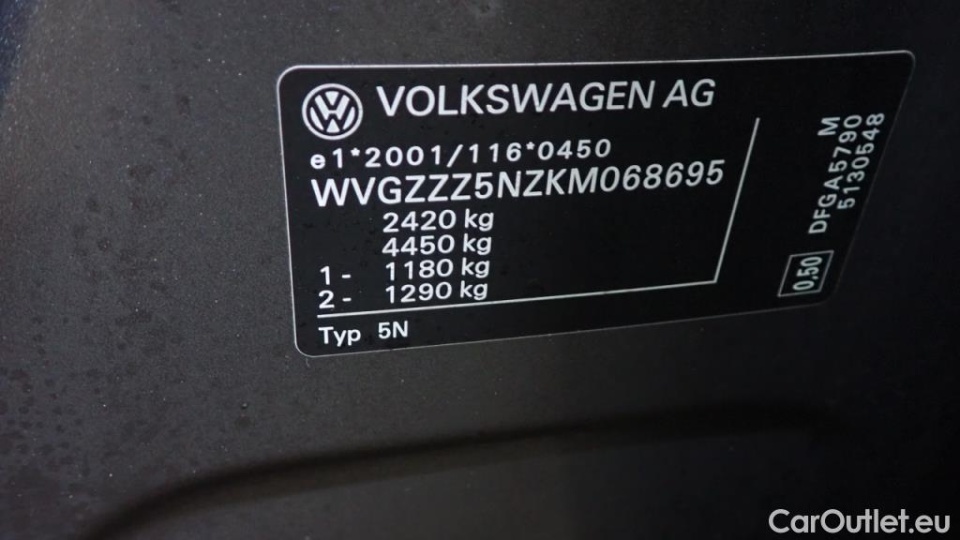 VOLKSWAGEN AG
e1*2001/116*0450
WVGZZZ5NZKM068695
2420 kg
4450 kg
1 - 1180 kg
2 - 1290 kg
Typ 5N
M
DFGA5790
5130548
0,50
CarOutlet.eu